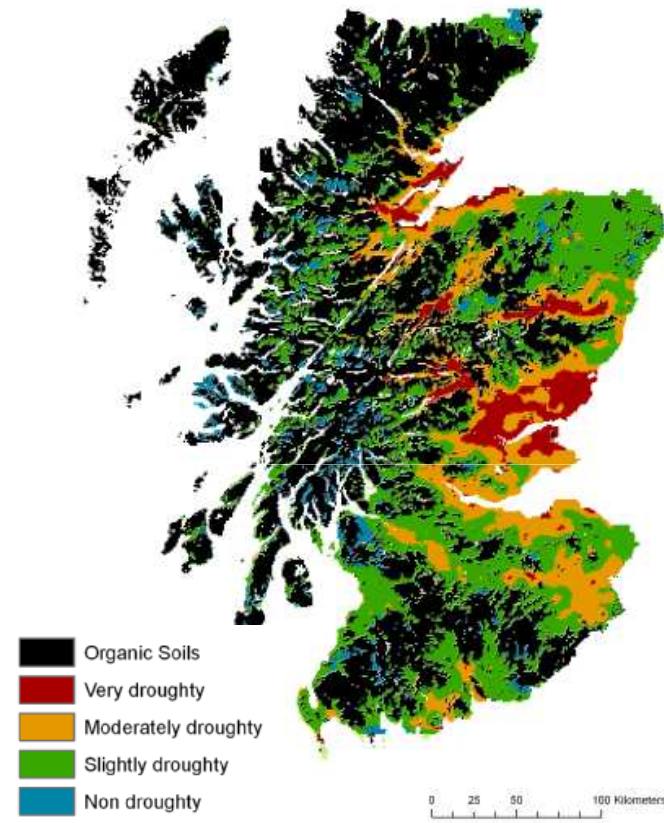 Organic Soils
Very droughty
Moderately droughty
Slightly droughty
Non droughty
0 25 50 100 Kilometers